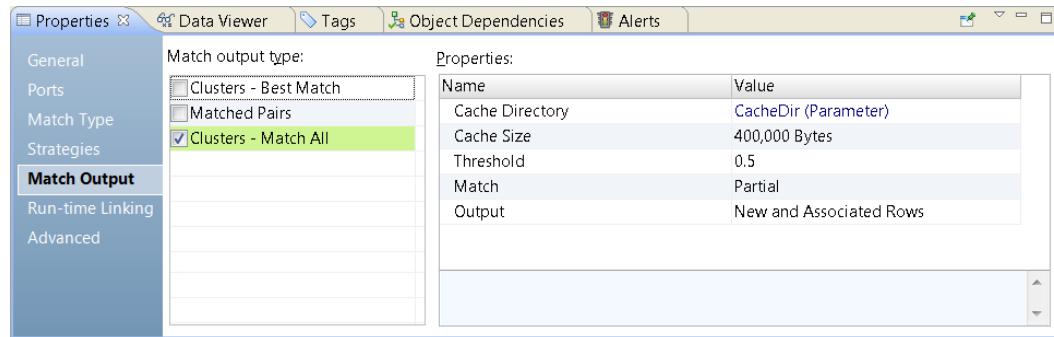 Properties Data Viewer Tags Object Dependencies Alerts
General
Ports
Match Type
Strategies
Match Output
Run-time Linking
Advanced
Match output type:
Clusters - Best Match
Matched Pairs
Clusters - Match All
Properties:
Name Value
Cache Directory CacheDir (Parameter)
Cache Size 400,000 Bytes
Threshold 0.5
Match Partial
Output New and Associated Rows